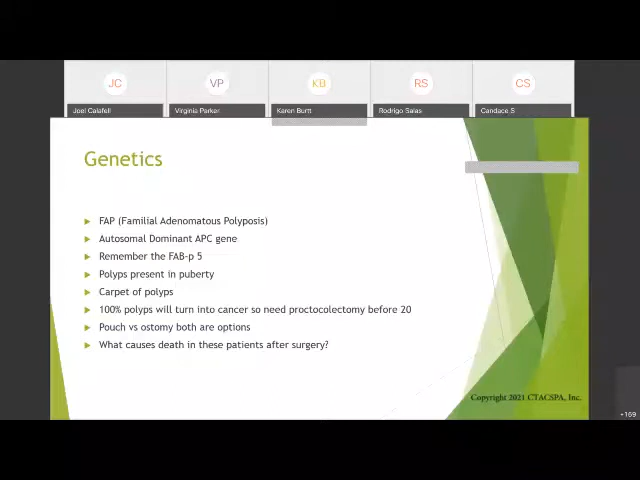 JC
VP
KB
RS
CS
Joel Calafell
Virginia Parker
Karen Burtt
Rodrigo Salas
Candace S
Genetics
FAP (Familial Adenomatous Polyposis)
Autosomal Dominant APC gene
Remember the FAB-p 5
Polyps present in puberty
Carpet of polyps
100% polyps will turn into cancer so need proctocolectomy before 20
Pouch vs ostomy both are options
What causes death in these patients after surgery?
Copyright 2021 CTACSPA, Inc.
+169